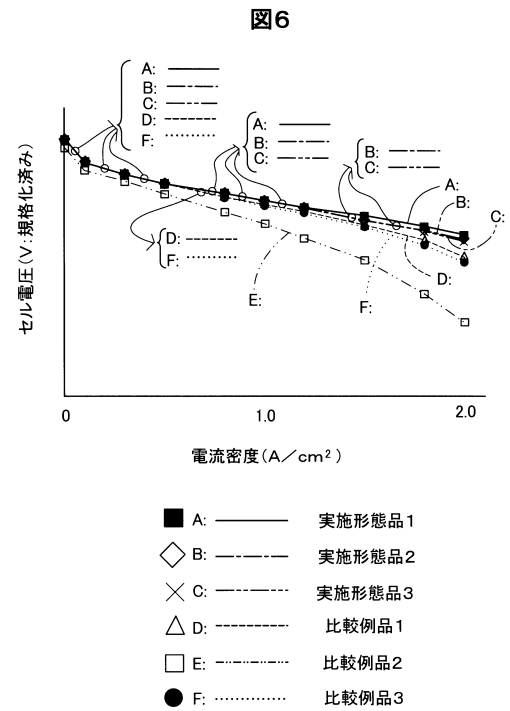 図6
A:
B:
C:
D:
F:
A:
B:
C:
B:
C:
A:
B:
C:
D:
F:
E:
F:
D:
セル電圧(V:規格化済み)
0
1.0
2.0
電流密度(A/cm²)
A: 実施形態品1
B: 実施形態品2
C: 実施形態品3
D: 比較例品1
E: 比較例品2
F: 比較例品3